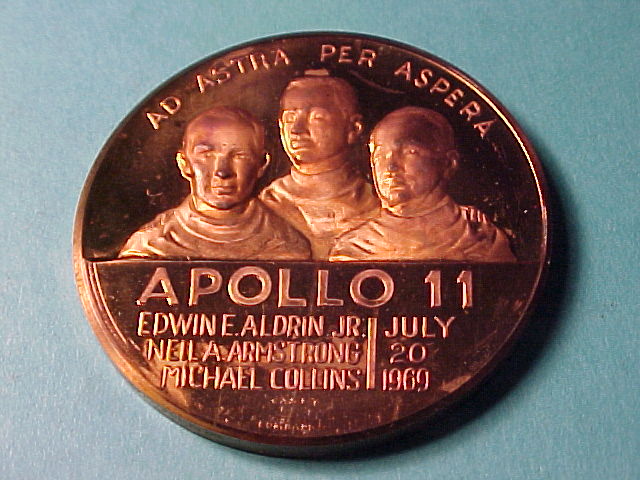 AD ASTRA PER ASPERA
APOLLO 11
EDWIN E. ALDRIN, JR. JULY
NEIL A. ARMSTRONG 20
MICHAEL COLLINS 1969